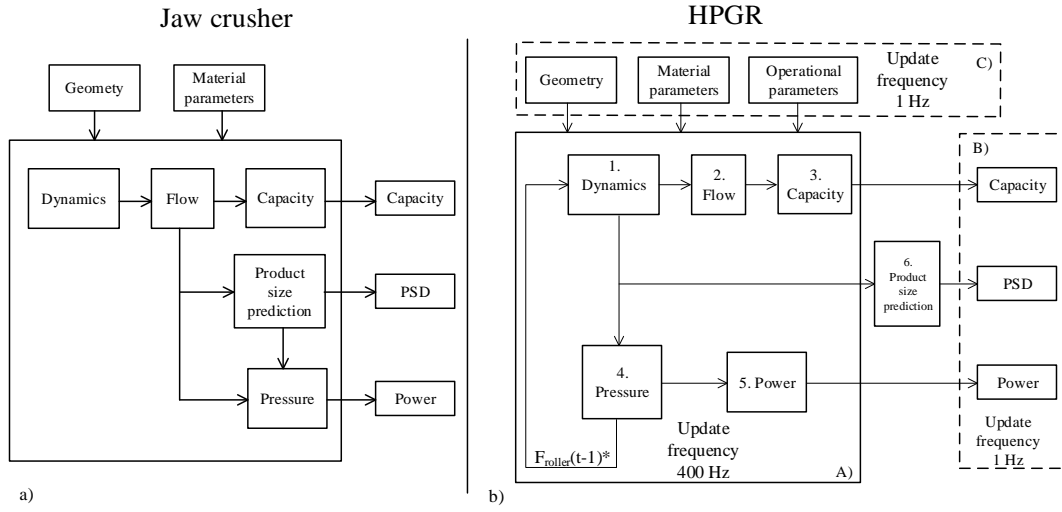 Jaw crusher
Geomety
Material
parameters
Dynamics
Flow
Capacity
Capacity
Product
size
prediction
PSD
Pressure
Power
a)
HPGR
Geometry
Material
parameters
Operational
parameters
Update
frequency
1 Hz
C)
1.
Dynamics
2.
Flow
3.
Capacity
B)
Capacity
6.
Product
size
prediction
PSD
4.
Pressure
5. Power
Power
Update
frequency
400 Hz
F_roller(t-1)*
A)
Update
frequency
1 Hz
b)